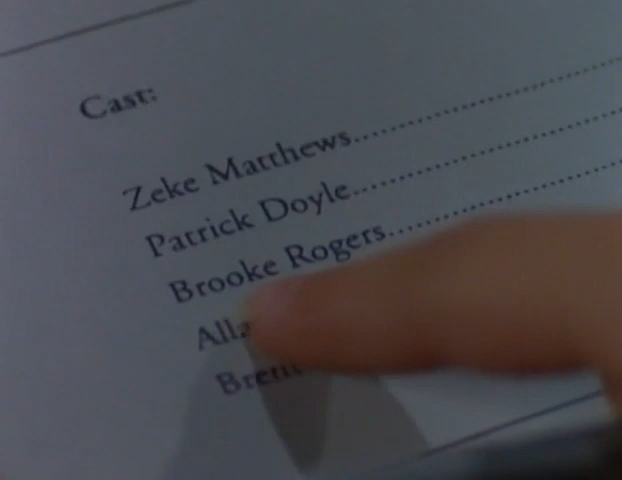 Cast:
Zeke Matthews....................
Patrick Doyle....................
Brooke Rogers....................